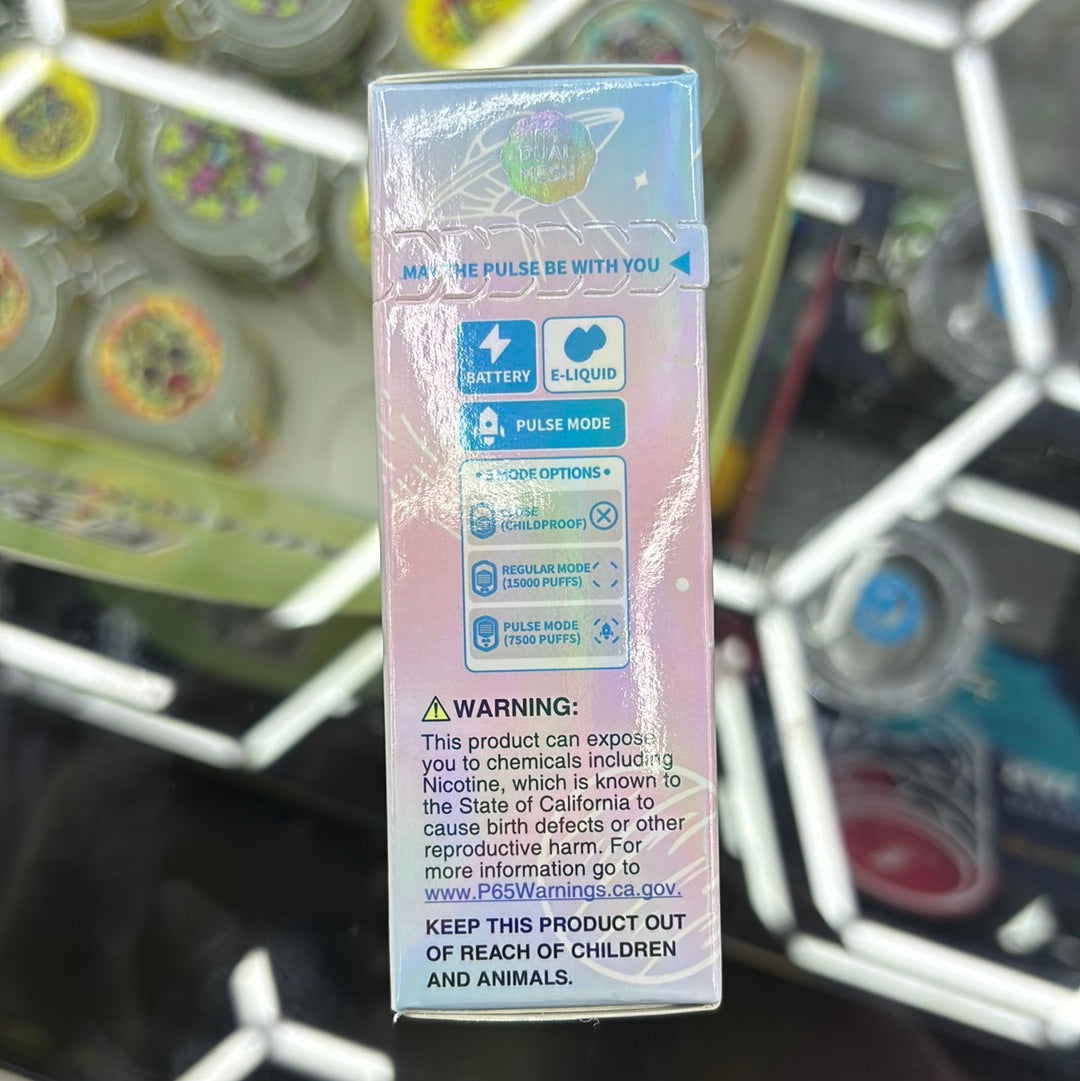 DUAL
MESH
MAY THE PULSE BE WITH YOU
BATTERY
E-LIQUID
PULSE MODE
• 3 MODE OPTIONS •
CLOSE
(CHILDPROOF)
REGULAR MODE
(15000 PUFFS)
PULSE MODE
(7500 PUFFS)
WARNING:
This product can expose
you to chemicals including
Nicotine, which is known to
the State of California to
cause birth defects or other
reproductive harm. For
more information go to
www.P65Warnings.ca.gov.
KEEP THIS PRODUCT OUT
OF REACH OF CHILDREN
AND ANIMALS.